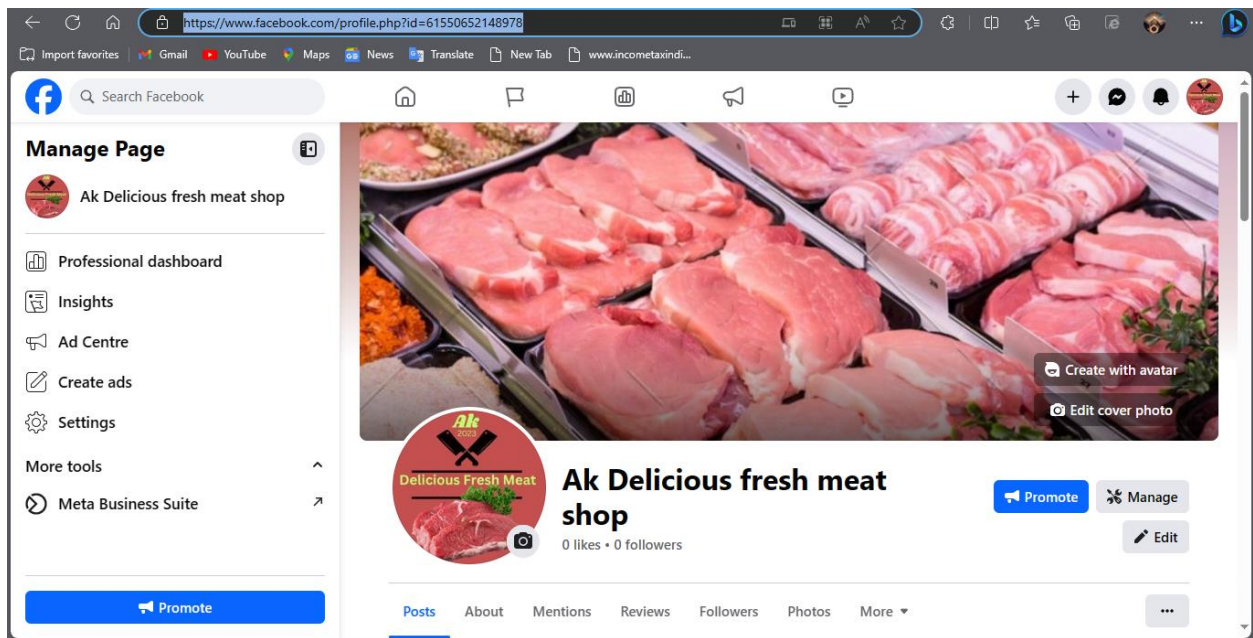 https://www.facebook.com/profile.php?id=61550652148978
Import favorites
Gmail
YouTube
Maps
News
Translate
New Tab
www.incometaxindi...
Search Facebook
Manage Page
Ak Delicious fresh meat shop
Professional dashboard
Insights
Ad Centre
Create ads
Settings
More tools
Meta Business Suite
Promote
Create with avatar
Edit cover photo
Ak
2023
Delicious Fresh Meat
Ak Delicious fresh meat
shop
0 likes • 0 followers
Promote
Manage
Edit
Posts
About
Mentions
Reviews
Followers
Photos
More